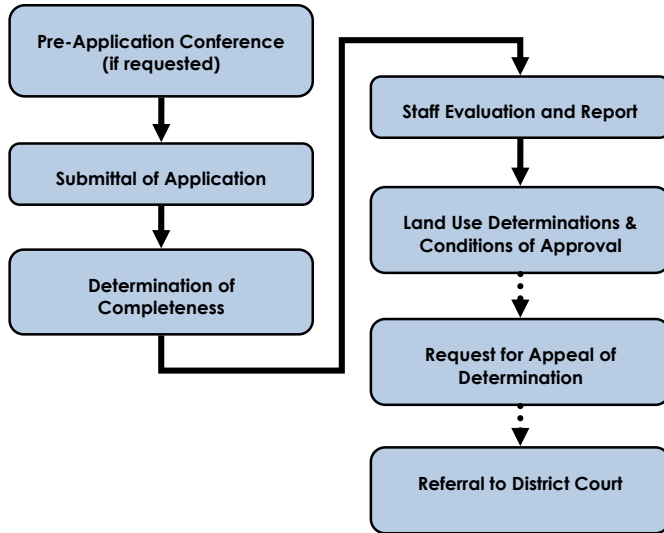 Pre-Application Conference
(if requested)
Submittal of Application
Determination of
Completeness
Staff Evaluation and Report
Land Use Determinations &
Conditions of Approval
Request for Appeal of
Determination
Referral to District Court